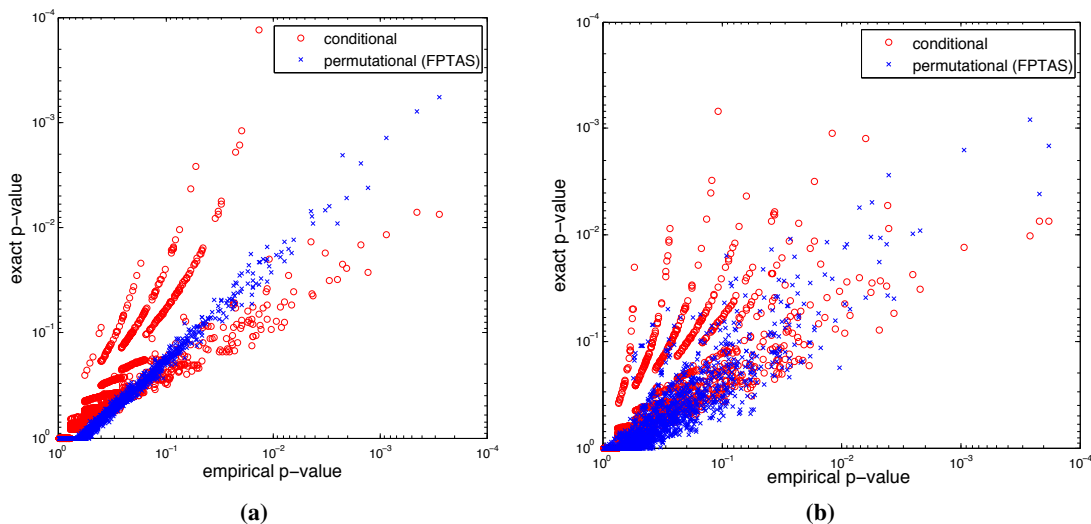 conditional
permutational (FPTAS)
exact p−value
10⁻⁴
10⁻³
10⁻²
10⁻¹
10⁰
10⁰
10⁻¹
10⁻²
10⁻³
10⁻⁴
empirical p−value
(a)
conditional
permutational (FPTAS)
exact p−value
10⁻⁴
10⁻³
10⁻²
10⁻¹
10⁰
10⁰
10⁻¹
10⁻²
10⁻³
10⁻⁴
empirical p−value
(b)